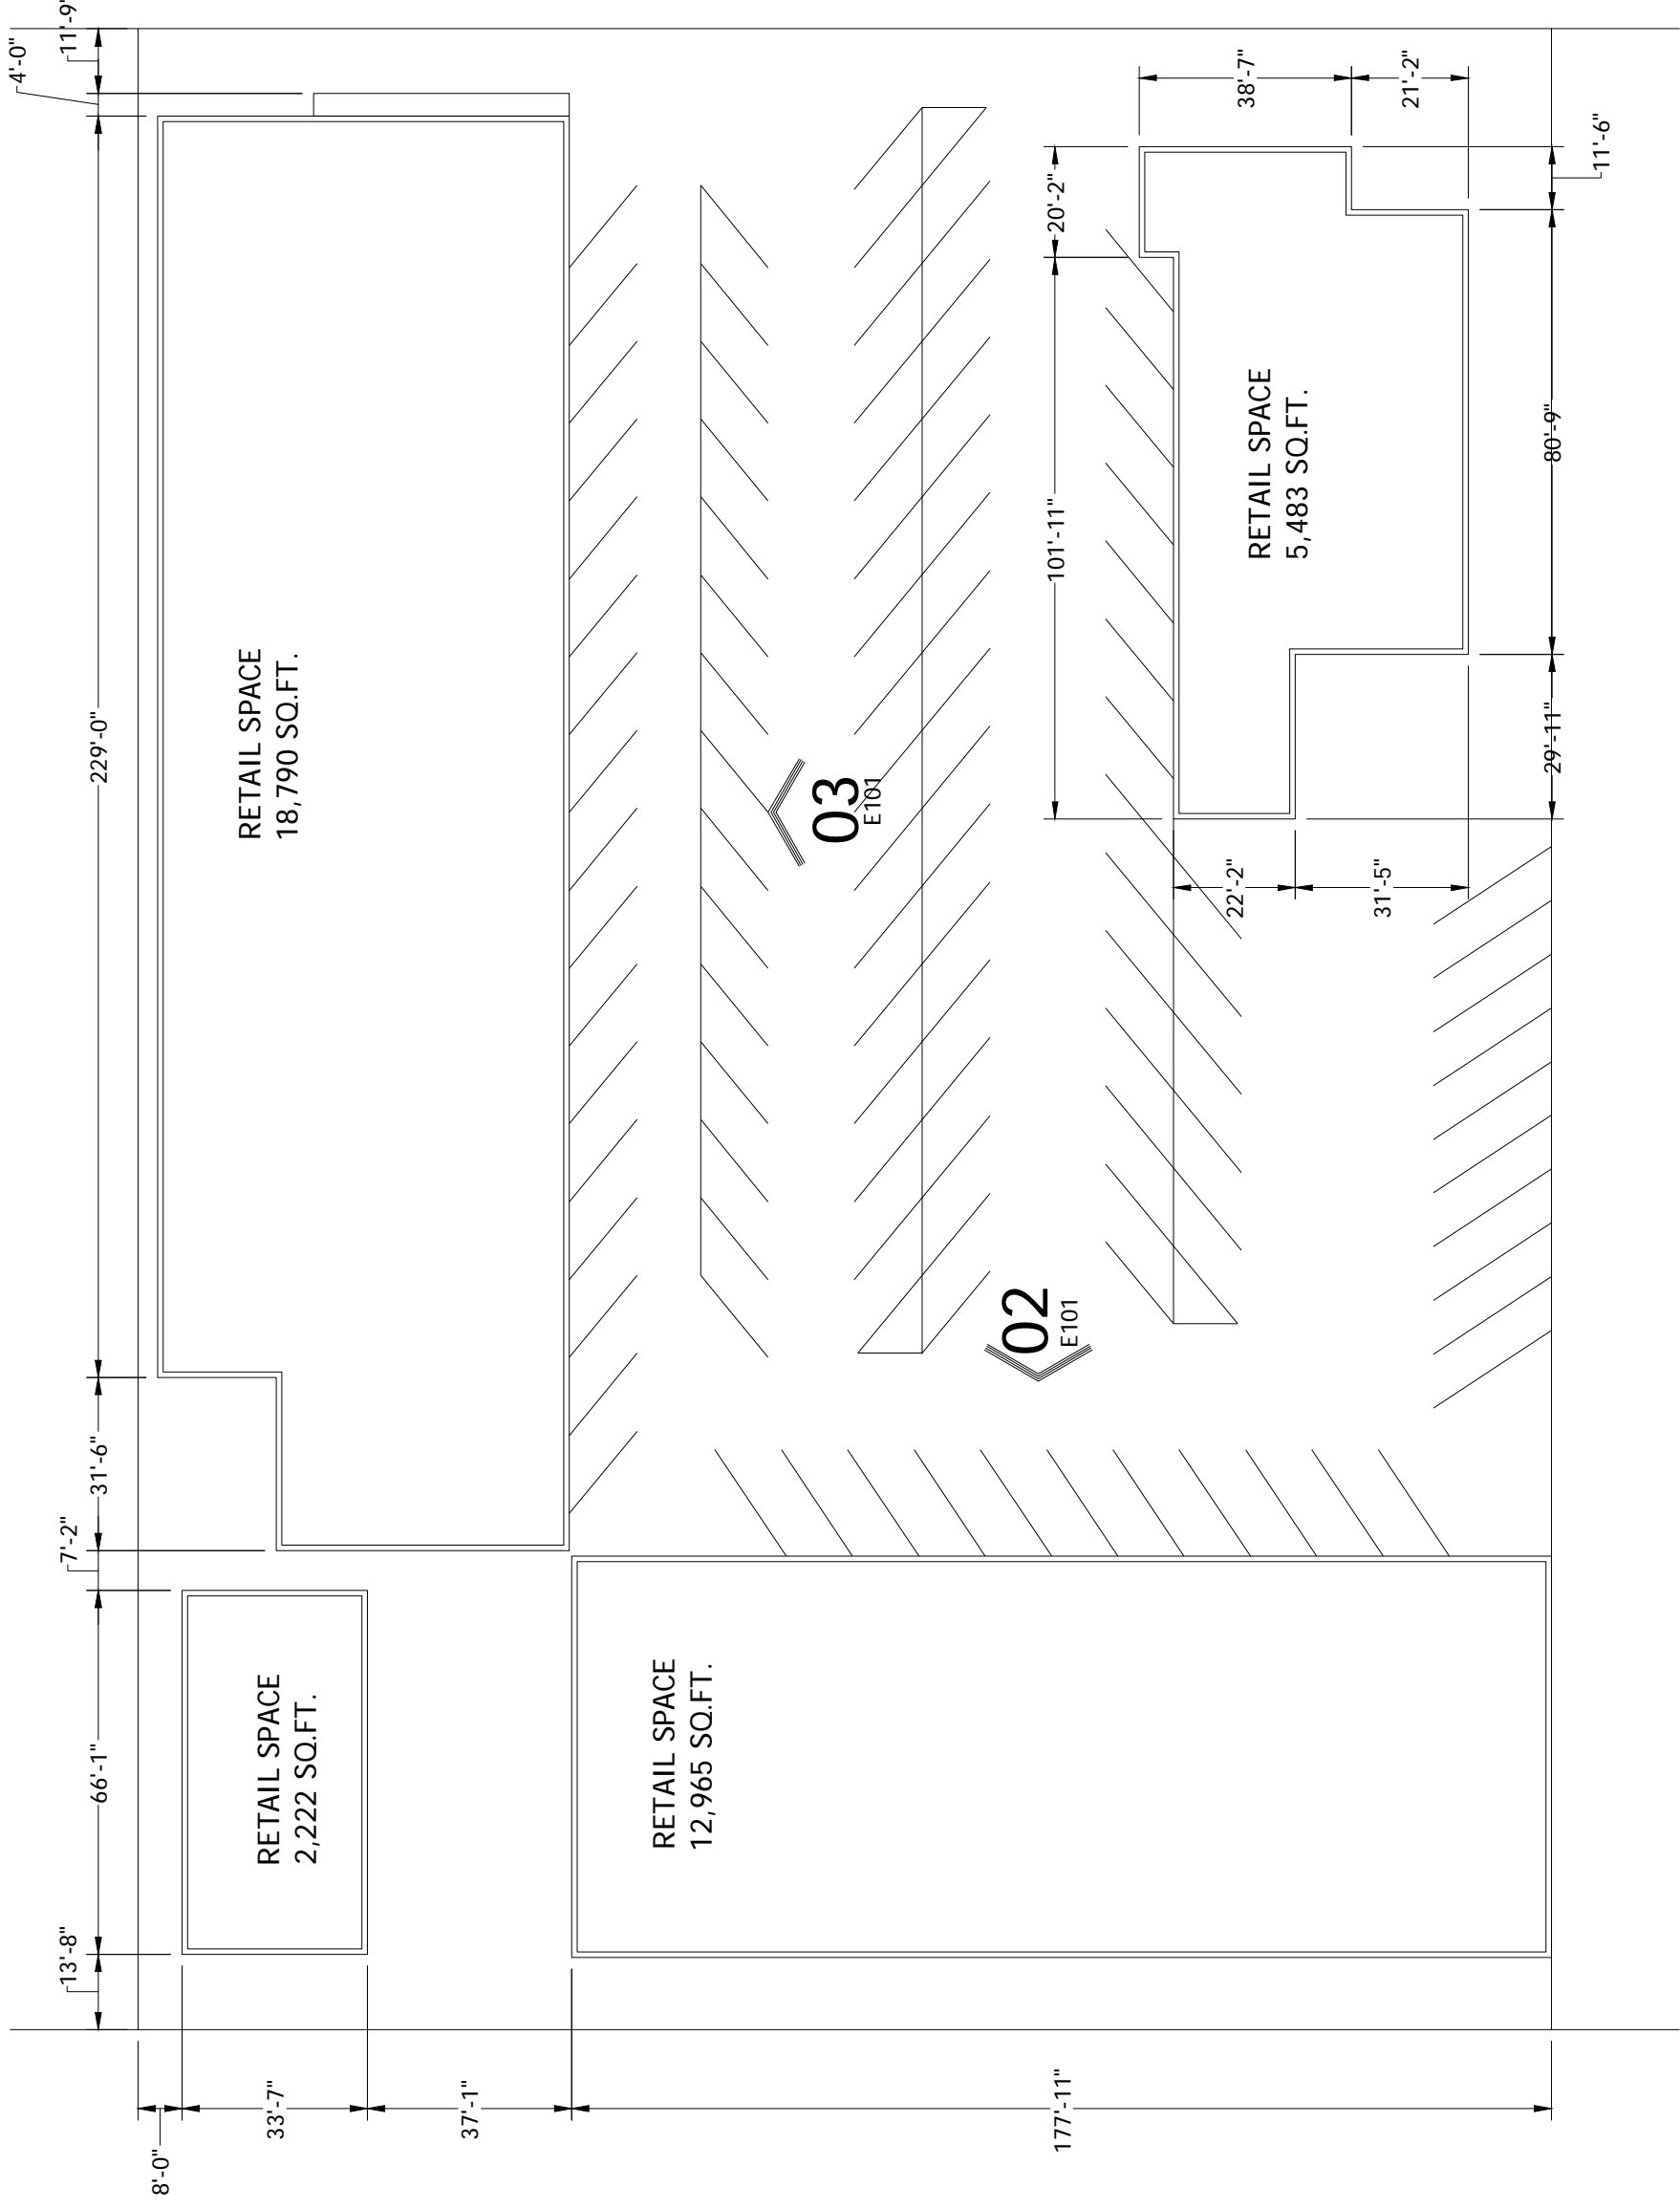 11'-9"
4'-0"
229'-0"
31'-6"
7'-2"
66'-1"
13'-8"
8'-0"
33'-7"
37'-1"
177'-11"
RETAIL SPACE
18,790 SQ.FT.
RETAIL SPACE
2,222 SQ.FT.
RETAIL SPACE
12,965 SQ.FT.
RETAIL SPACE
5,483 SQ.FT.
03
E101
02
E101
20'-2"
101'-11"
38'-7"
21'-2"
11'-6"
80'-9"
29'-11"
22'-2"
31'-5"